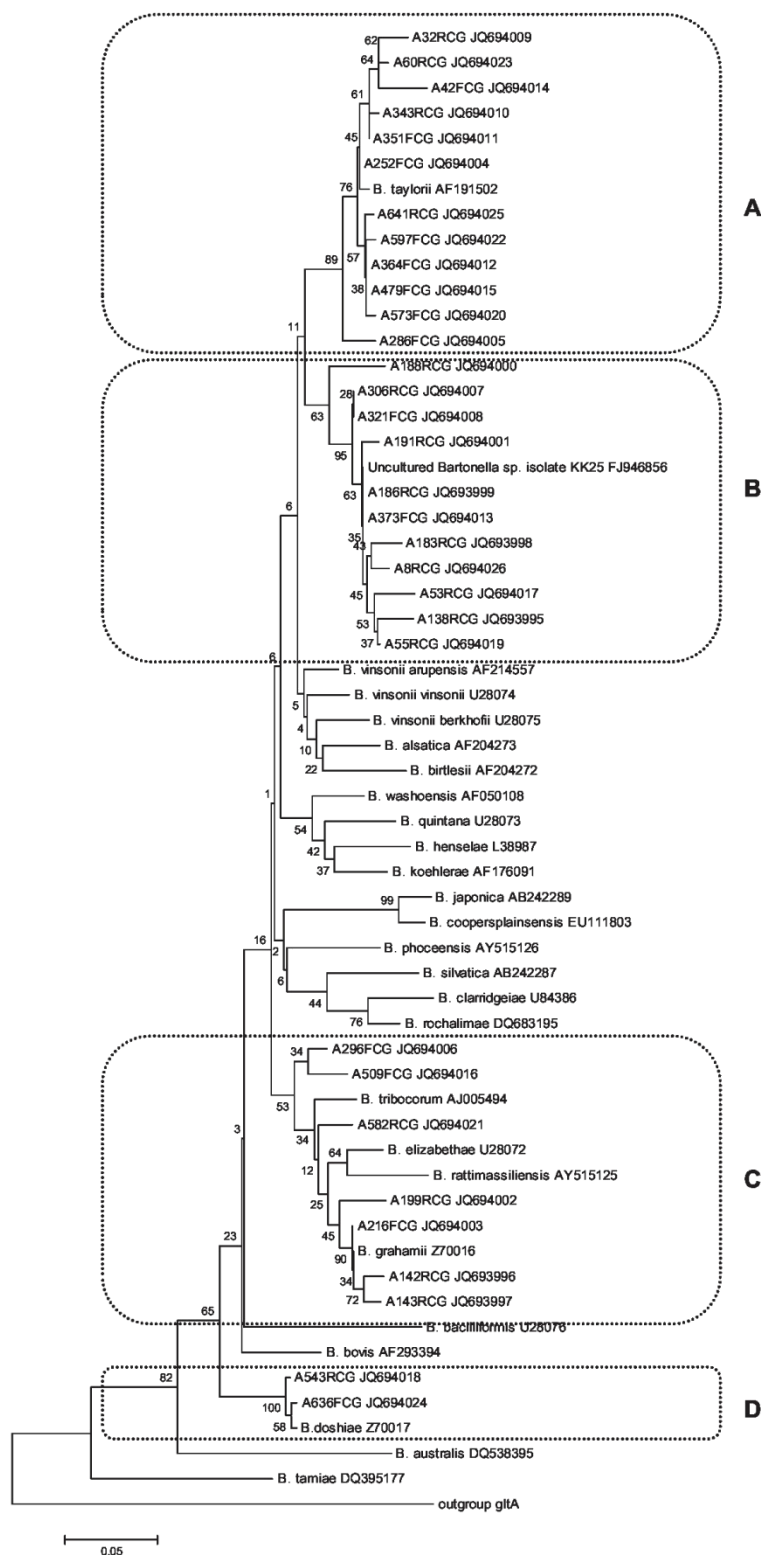 62
A32RCG JQ694009
A60RCG JQ694023
64
A42FCG JQ694014
61
A343RCG JQ694010
A351FCG JQ694011
45
A252FCG JQ694004
B. taylorii AF191502
76
A641RCG JQ694025
A
A597FCG JQ694022
57
A364FCG JQ694012
89
A479FCG JQ694015
38
A573FCG JQ694020
11
A286FCG JQ694005
A188RCG JQ694000
28
A306RCG JQ694007
63
A321FCG JQ694008
A191RCG JQ694001
95
Uncultured Bartonella sp. isolate KK25 FJ946856
B
A186RCG JQ693999
63
6
A373FCG JQ694013
35
43
A183RCG JQ693998
A8RCG JQ694026
45
A53RCG JQ694017
A138RCG JQ693995
53
37
A55RCG JQ694019
6
B. vinsonii arupensis AF214557
B. vinsonii vinsonii U28074
5
B. vinsonii berkhofii U28075
4
B. alsatica AF204273
10
22
B. birtlesii AF204272
1
B. washoensis AF050108
B. quintana U28073
54
B. henselae L38987
42
37
B. koehlerae AF176091
B. japonica AB242289
99
B. coopersplainsensis EU111803
16
2
B. phoceensis AY515126
B. silvatica AB242287
6
B. clarridgeiae U84386
44
76
B. rochalimae DQ683195
34
A296FCG JQ694006
A509FCG JQ694016
B. tribocorum AJ005494
53
A582RCG JQ694021
3
34
B. elizabethae U28072
64
12
B. rattimassiliensis AY515125
C
A199RCG JQ694002
25
A216FCG JQ694003
45
23
B. grahamii Z70016
90
A142RCG JQ693996
34
72
A143RCG JQ693997
65
B. bacilliformis U28076
B. bovis AF293394
A543RCG JQ694018
82
A636FCG JQ694024
100
D
58
B.doshiae Z70017
B. australis DQ538395
B. tamiae DQ395177
outgroup gltA
0.05